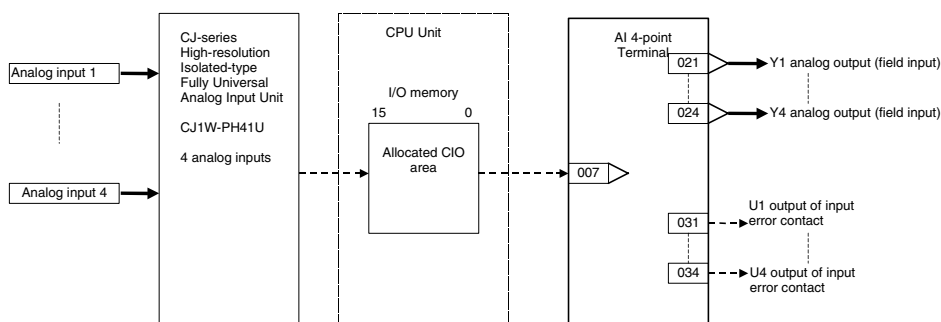 Analog input 1
Analog input 4
CJ-series
High-resolution
Isolated-type
Fully Universal
Analog Input Unit
CJ1W-PH41U
4 analog inputs
CPU Unit
I/O memory
15 0
Allocated CIO
area
AI 4-point
Terminal
007
021
024
031
034
Y1 analog output (field input)
Y4 analog output (field input)
U1 output of input
error contact
U4 output of input
error contact